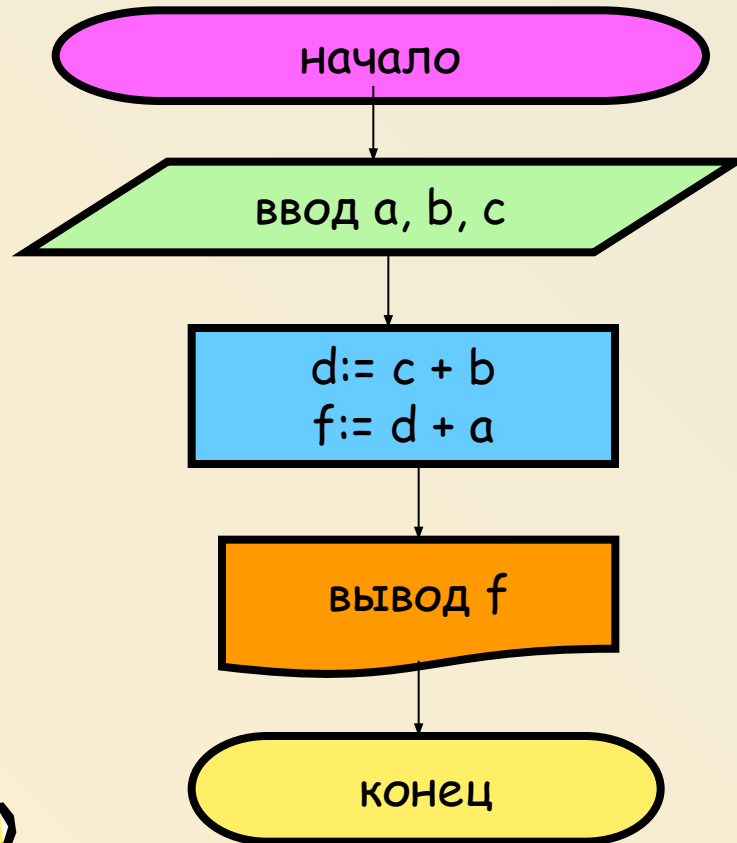 начало
ввод a, b, c
d:= c + b
f:= d + a
вывод f
конец